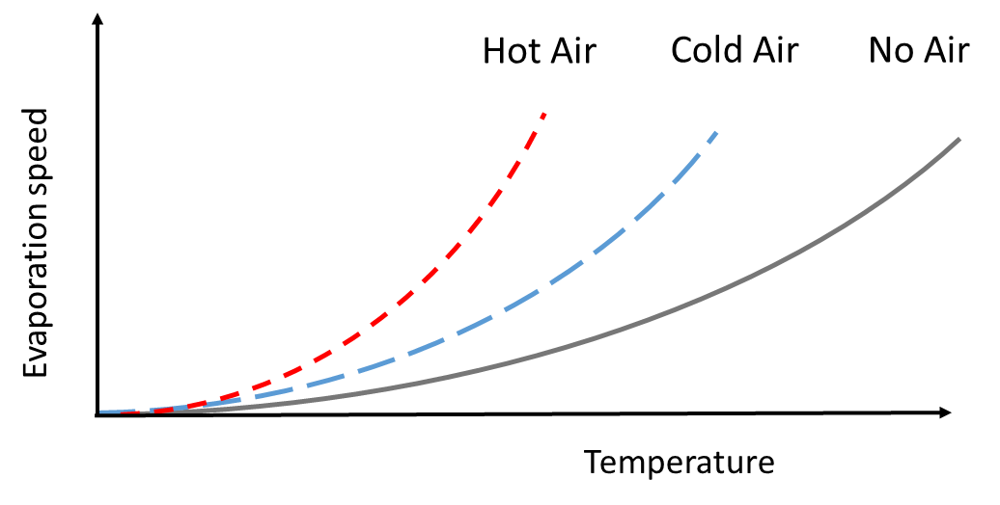 Hot Air
Cold Air
No Air
Evaporation speed
Temperature